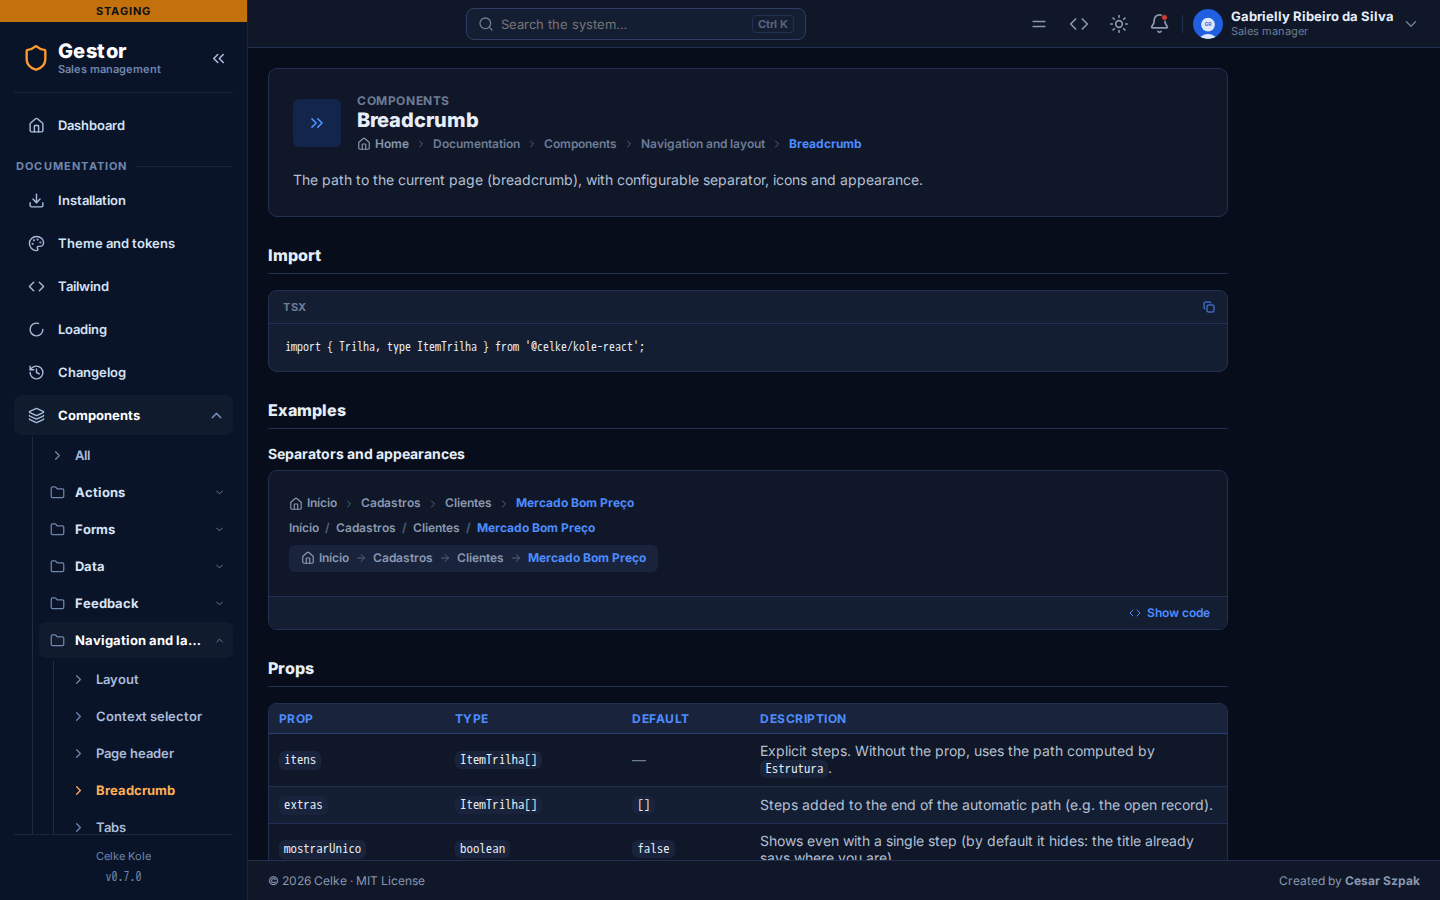 STAGING
Gestor
Sales management
Dashboard
DOCUMENTATION
Installation
Theme and tokens
Tailwind
Loading
Changelog
Components
All
Actions
Forms
Data
Feedback
Navigation and la...
Layout
Context selector
Page header
Breadcrumb
Tabs
Celke Kole
v0.7.0
Search the system...
Ctrl K
GR
Gabrielly Ribeiro da Silva
Sales manager
COMPONENTS
Breadcrumb
Home > Documentation > Components > Navigation and layout > Breadcrumb
The path to the current page (breadcrumb), with configurable separator, icons and appearance.
Import
TSX
import { Trilha, type ItemTrilha } from '@celke/kole-react';
Examples
Separators and appearances
Início > Cadastros > Clientes > Mercado Bom Preço
Início / Cadastros / Clientes / Mercado Bom Preço
Início → Cadastros → Clientes → Mercado Bom Preço
Show code
Props
PROP TYPE DEFAULT DESCRIPTION
itens ItemTrilha[] — Explicit steps. Without the prop, uses the path computed by
Estrutura.
extras ItemTrilha[] [] Steps added to the end of the automatic path (e.g. the open record).
mostrarUnico boolean false Shows even with a single step (by default it hides: the title already
says where you are)
© 2026 Celke · MIT License
Created by Cesar Szpak